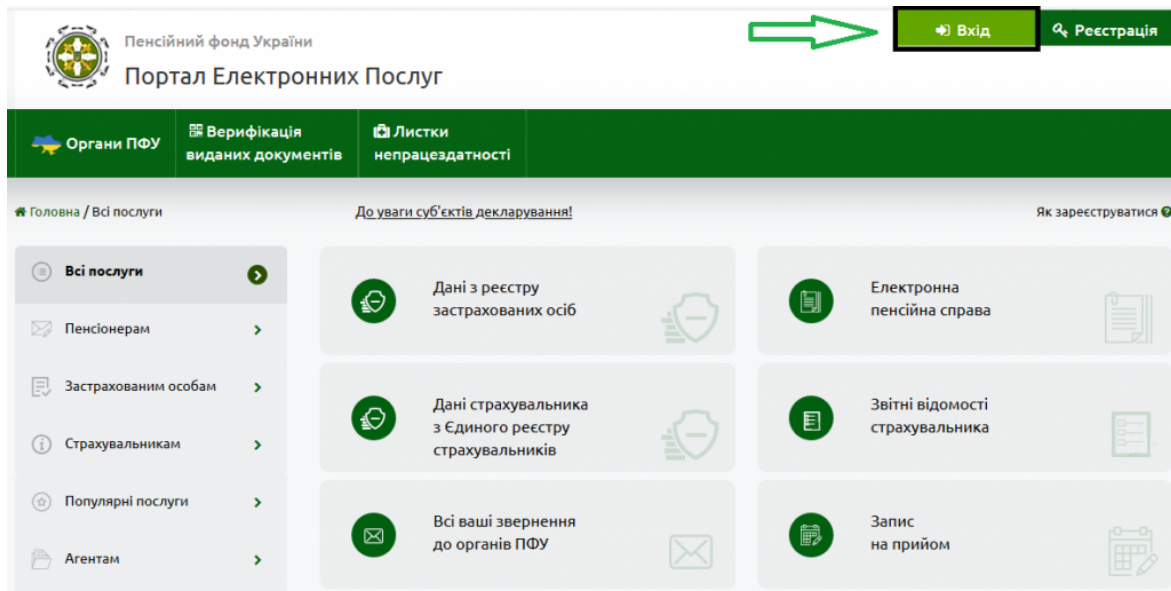 Вхід
Реєстрація
Пенсійний фонд України
Портал Електронних Послуг
Органи ПФУ
Верифікація
виданих документів
Листки
непрацездатності
Головна / Всі послуги
До уваги суб'єктів декларування!
Як зареєструватися
Всі послуги
Пенсіонерам
Застрахованим особам
Страхувальникам
Популярні послуги
Агентам
Дані з реєстру
застрахованих осіб
Електронна
пенсійна справа
Дані страхувальника
з Єдиного реєстру
страхувальників
Звітні відомості
страхувальника
Всі ваші звернення
до органів ПФУ
Запис
на прийом